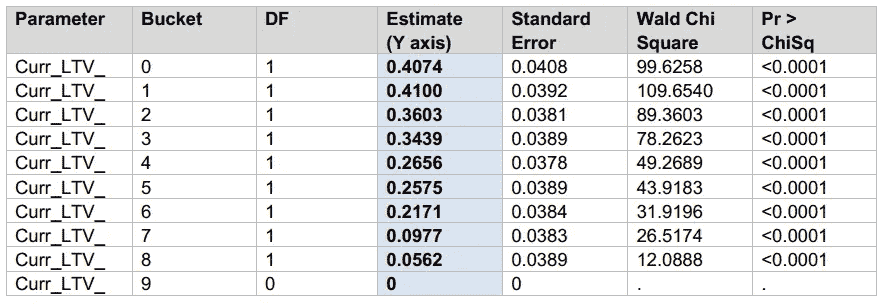 Parameter Bucket DF Estimate (Y axis) Standard Error Wald Chi Square Pr > ChiSq
Curr_LTV_ 0 1 0.4074 0.0408 99.6258 <0.0001
Curr_LTV_ 1 1 0.4100 0.0392 109.6540 <0.0001
Curr_LTV_ 2 1 0.3603 0.0381 89.3603 <0.0001
Curr_LTV_ 3 1 0.3439 0.0389 78.2623 <0.0001
Curr_LTV_ 4 1 0.2656 0.0378 49.2689 <0.0001
Curr_LTV_ 5 1 0.2575 0.0389 43.9183 <0.0001
Curr_LTV_ 6 1 0.2171 0.0384 31.9196 <0.0001
Curr_LTV_ 7 1 0.0977 0.0383 26.5174 <0.0001
Curr_LTV_ 8 1 0.0562 0.0389 12.0888 <0.0001
Curr_LTV_ 9 0 0 0 . .